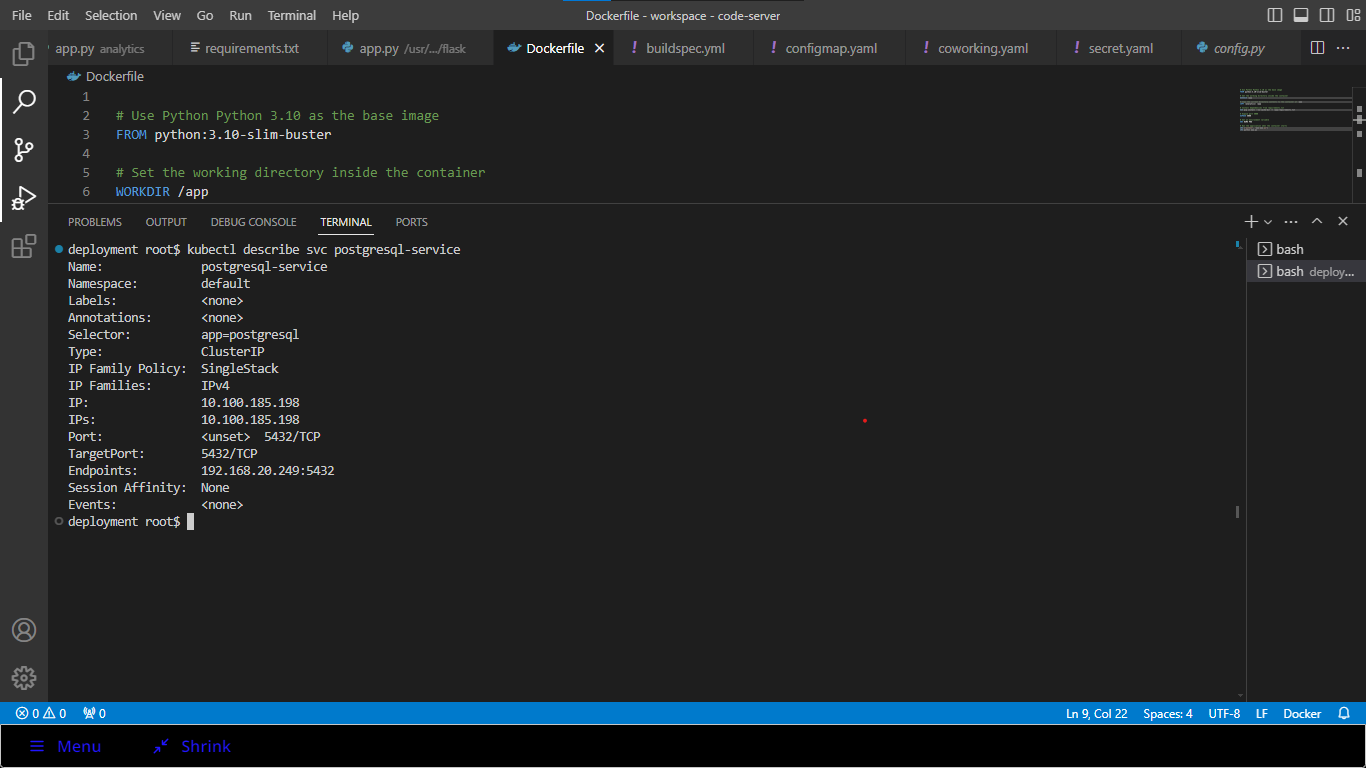 File Edit Selection View Go Run Terminal Help Dockerfile - workspace - code-server
app.py analytics requirements.txt app.py /usr/.../flask Dockerfile buildspec.yml configmap.yaml coworking.yaml secret.yaml config.py
Dockerfile
1
2 # Use Python Python 3.10 as the base image
3 FROM python:3.10-slim-buster
4
5 # Set the working directory inside the container
6 WORKDIR /app
PROBLEMS OUTPUT DEBUG CONSOLE TERMINAL PORTS
deployment root$ kubectl describe svc postgresql-service
Name: postgresql-service
Namespace: default
Labels: <none>
Annotations: <none>
Selector: app=postgresql
Type: ClusterIP
IP Family Policy: SingleStack
IP Families: IPv4
IP: 10.100.185.198
IPs: 10.100.185.198
Port: <unset> 5432/TCP
TargetPort: 5432/TCP
Endpoints: 192.168.20.249:5432
Session Affinity: None
Events: <none>
deployment root$
bash
bash deploy...
0 0 0 Ln 9, Col 22 Spaces: 4 UTF-8 LF Docker
Menu Shrink